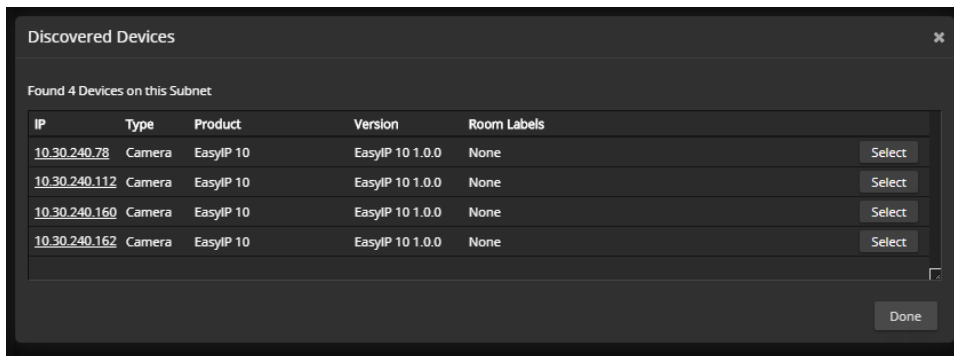 Discovered Devices
Found 4 Devices on this Subnet
IP Type Product Version Room Labels
10.30.240.78 Camera EasyIP 10 EasyIP 10 1.0.0 None Select
10.30.240.112 Camera EasyIP 10 EasyIP 10 1.0.0 None Select
10.30.240.160 Camera EasyIP 10 EasyIP 10 1.0.0 None Select
10.30.240.162 Camera EasyIP 10 EasyIP 10 1.0.0 None Select
Done